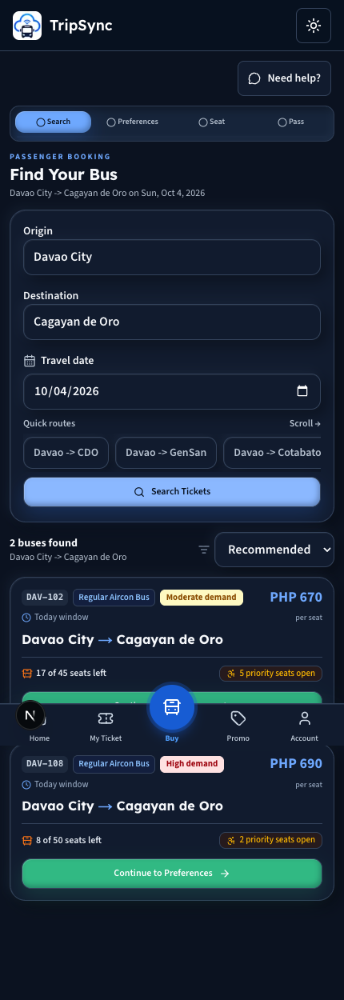 TripSync
Need help?
Search
Preferences
Seat
Pass
PASSENGER BOOKING
Find Your Bus
Davao City -> Cagayan de Oro on Sun, Oct 4, 2026
Origin
Davao City
Destination
Cagayan de Oro
Travel date
10/04/2026
Quick routes
Scroll →
Davao -> CDO
Davao -> GenSan
Davao -> Cotabato
Search Tickets
2 buses found
Davao City -> Cagayan de Oro
Recommended
DAV-102
Regular Aircon Bus
Moderate demand
PHP 670
Today window
per seat
Davao City → Cagayan de Oro
17 of 45 seats left
5 priority seats open
N
Home
My Ticket
Buy
Promo
Account
DAV-108
Regular Aircon Bus
High demand
PHP 690
Today window
per seat
Davao City → Cagayan de Oro
8 of 50 seats left
2 priority seats open
Continue to Preferences →